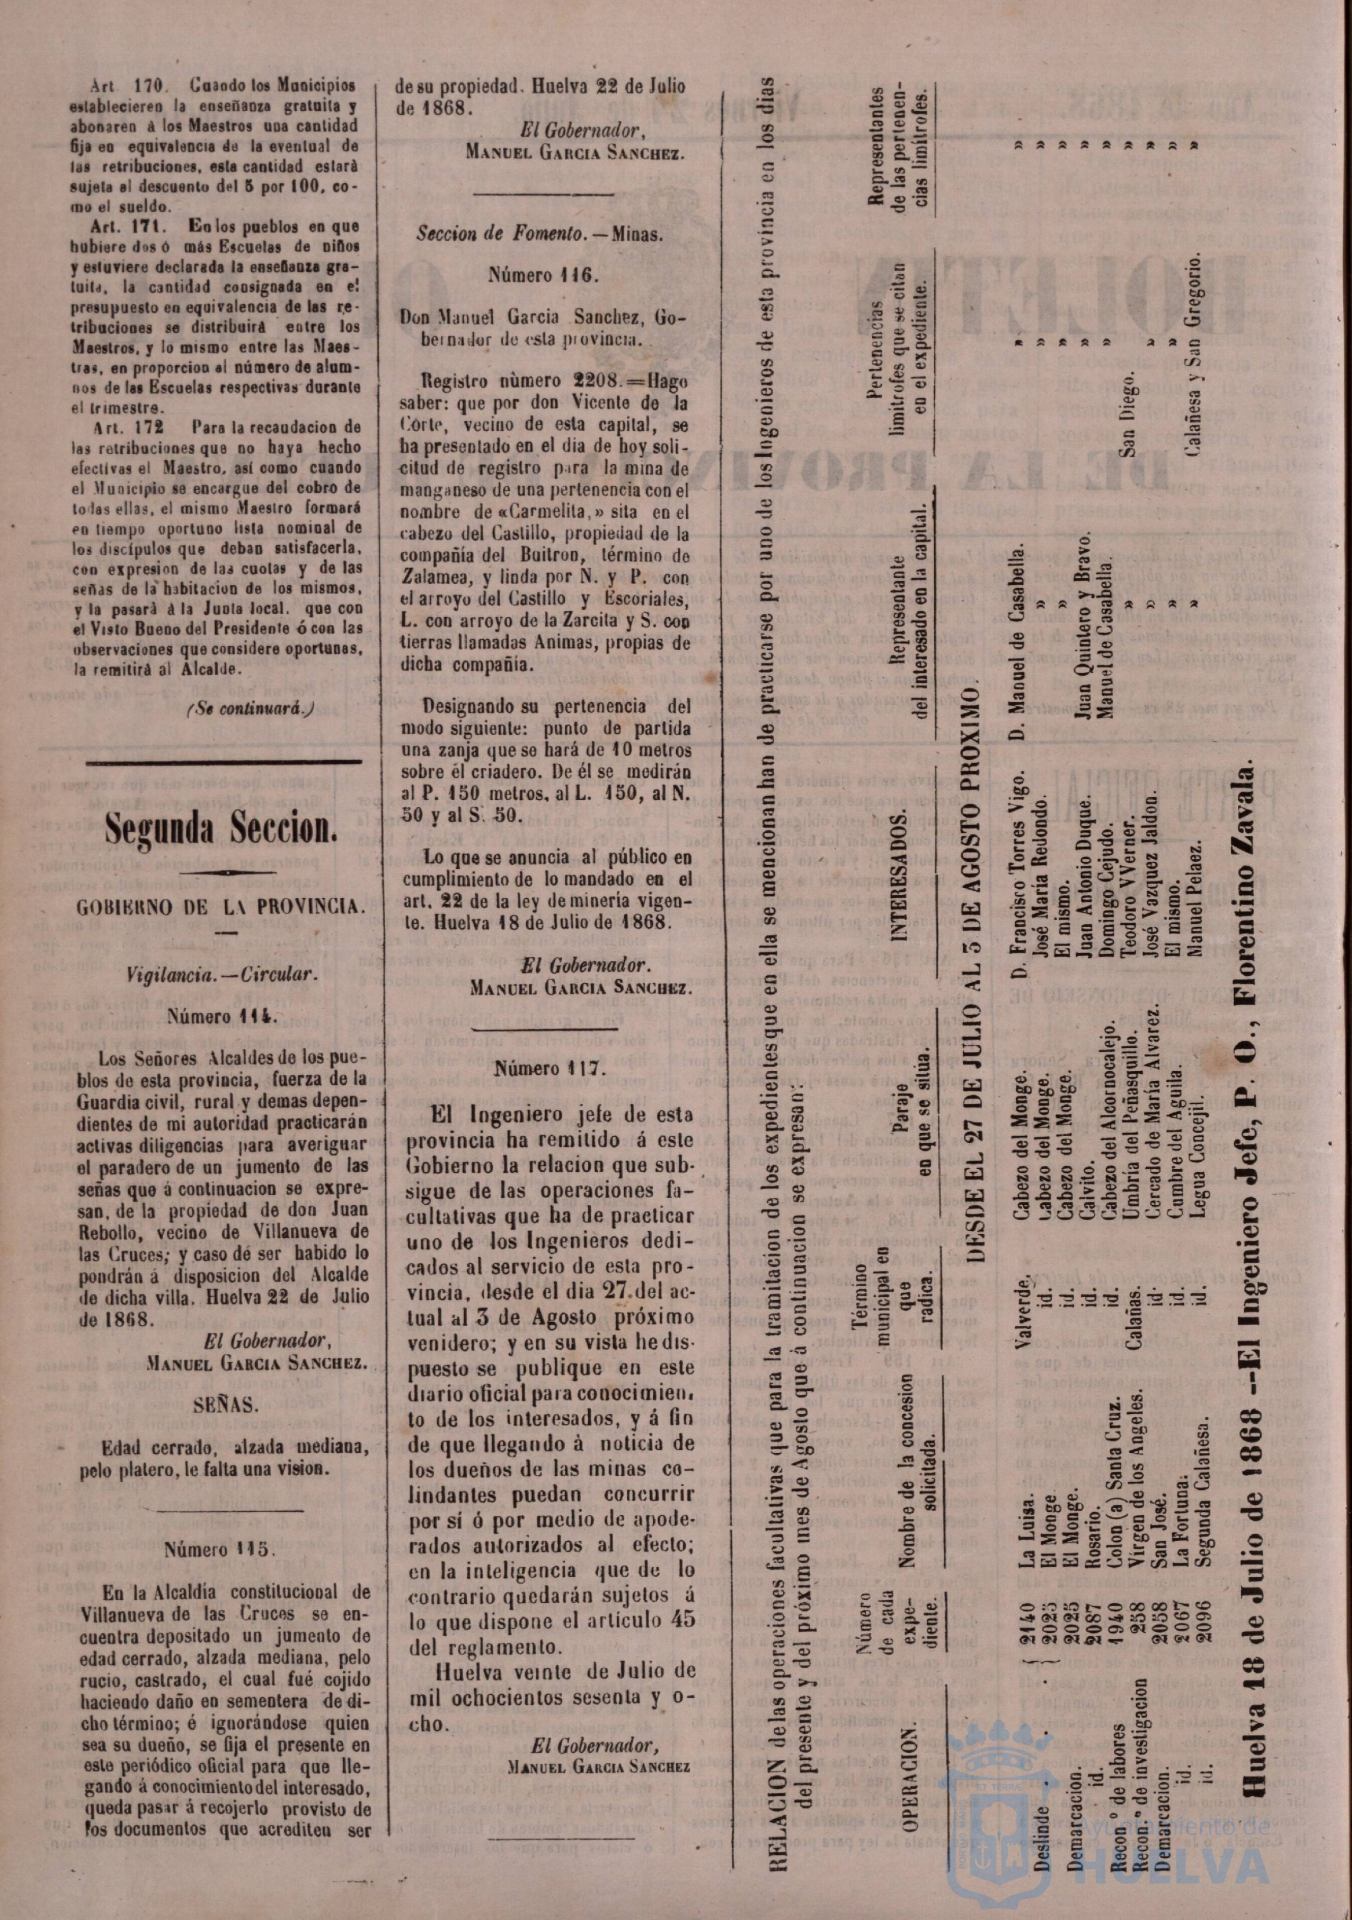 Art 170. Cuando los Municipios
establecieren la enseñanza gratuita y
abonaren á los Maestros una cantidad
fija en equivalencia de la eventual de
las retribuciones, esta cantidad estará
sujeta al descuento del 5 por 100, co-
mo el sueldo.
Art. 171. En los pueblos en que
hubiere dos ó más Escuelas de niños
y estuviere declarada la enseñanza gra-
tuita, la cantidad consignada en el
presupuesto en equivalencia de las re-
tribuciones se distribuirá entre los
Maestros, y lo mismo entre las Maes-
tras, en proporcion al número de alum-
nos de las Escuelas respectivas durante
el trimestre.
Art. 172 Para la recaudacion de
las retribuciones que no haya hecho
efectivas el Maestro, así como cuando
el Municipio se encargue del cobro de
todas ellas, el mismo Maestro formará
en tiempo oportuno lista nominal de
los discípulos que deban satisfacerla,
con expresion de las cuotas y de las
señas de la habitacion de los mismos,
y la pasará á la Junta local, que con
el Visto Bueno del Presidente ó con las
observaciones que considere oportunas,
la remitirá al Alcalde.
(Se continuará.)
Segunda Seccion.
GOBIERNO DE LA PROVINCIA.
Vigilancia.—Circular.
Número 114.
Los Señores Alcaldes de los pue-
blos de esta provincia, fuerza de la
Guardia civil, rural y demas depen-
dientes de mi autoridad practicarán
activas diligencias para averiguar
el paradero de un jumento de las
señas que á continuacion se expre-
san, de la propiedad de don Juan
Rebollo, vecino de Villanueva de
las Cruces; y caso de ser habido lo
pondrán á disposicion del Alcalde
de dicha villa. Huelva 22 de Julio
de 1868.
El Gobernador,
MANUEL GARCIA SANCHEZ.
SEÑAS.
Edad cerrado, alzada mediana,
pelo platero, le falta una vision.
Número 115.
En la Alcaldía constitucional de
Villanueva de las Cruces se en-
cuentra depositado un jumento de
edad cerrado, alzada mediana, pelo
rucio, castrado, el cual fué cojido
haciendo daño en sementera de di-
cho término; é ignorándose quien
sea su dueño, se fija el presente en
este periódico oficial para que lle-
gando á conocimiento del interesado,
queda pasar á recojerlo provisto de
los documentos que acrediten ser
de su propiedad. Huelva 22 de Julio
de 1868.
El Gobernador,
MANUEL GARCIA SANCHEZ.
Seccion de Fomento.—Minas.
Número 116.
Don Manuel Garcia Sanchez, Go-
bernador de esta provincia.
Registro número 2208.=Hago
saber: que por don Vicente de la
Córte, vecino de esta capital, se
ha presentado en el dia de hoy soli-
citud de registro para la mina de
manganeso de una pertenencia con el
nombre de «Carmelita,» sita en el
cabezo del Castillo, propiedad de la
compañía del Buitron, término de
Zalamea, y linda por N. y P. con
el arroyo del Castillo y Escoriales,
L. con arroyo de la Zarcita y S. con
tierras llamadas Animas, propias de
dicha compañía.
Designando su pertenencia del
modo siguiente: punto de partida
una zanja que se hará de 10 metros
sobre el criadero. De él se medirán
al P. 150 metros, al L. 150, al N.
50 y al S. 50.
Lo que se anuncia al público en
cumplimiento de lo mandado en el
art. 22 de la ley de minería vigen-
te. Huelva 18 de Julio de 1868.
El Gobernador.
MANUEL GARCIA SANCHEZ.
Número 117.
El Ingeniero jefe de esta
provincia ha remitido á este
Gobierno la relacion que sub-
sigue de las operaciones fa-
cultativas que ha de practicar
uno de los Ingenieros dedi-
cados al servicio de esta pro-
vincia, desde el dia 27 del ac-
tual al 3 de Agosto próximo
venidero; y en su vista he dis-
puesto se publique en este
diario oficial para conocimien,
to de los interesados, y á fin
de que llegando á noticia de
los dueños de las minas co-
lindantes puedan concurrir
por sí ó por medio de apode-
rados autorizados al efecto;
en la inteligencia que de lo
contrario quedarán sujetos á
lo que dispone el artículo 45
del reglamento.
Huelva veinte de Julio de
mil ochocientos sesenta y o-
cho.
El Gobernador,
MANUEL GARCIA SANCHEZ
RELACION de las operaciones facultativas que para la tramitacion de los expedientes que en ella se mencionan han de practicarse por uno de los Ingenieros de esta provincia en los dias
del presente y del próximo mes de Agosto que á continuacion se expresan:
OPERACION. Número de cada expe-diente. Nombre de la concesion solicitada. Término municipal en que radica. Paraje en que se sitúa. INTERESADOS. Representante del interesado en la capital. Pertenencias limitrofes que se citan en el expediente. Representantes de las pertenen-cias limítrofes.
DESDE EL 27 DE JULIO AL 3 DE AGOSTO PROXIMO.
Deslinde . . { 2140 La Luisa. Valverde. Cabezo del Monge. D. Francisco Torres Vigo. D. Manuel de Casabella. » »
2025 El Monge id. Cabezo del Monge. José María Redondo. » » »
Demarcacion. 2025 El Monge. id. Cabezo del Monge. El mismo. » » »
id. 2087 Rosario. id. Calvito. Juan Antonio Duque. Juan Quintero y Bravo. » »
Recon.º de labores 1940 Colon (a) Santa Cruz. id. Cabezo del Alcornocalejo. Domingo Cejudo. Manuel de Casabella. » »
Recon.º de investigacion 258 Virgen de los Angeles. Calañas. Umbría del Peñasquillo. Teodoro VVerner. » San Diego. »
Demarcacion. 2058 San José. id. Cercado de María Alvarez. José Vazquez Jaldon. » » »
id. 2067 La Fortuna. id. Cumbre del Aguila. El mismo. » » »
id. 2096 Segunda Calañesa. id. Legua Concejil. Manuel Pelaez. » Calañesa y San Gregorio. »
Huelva 18 de Julio de 1868 --El Ingeniero Jefe, P. O., Florentino Zavala.
Ayuntamiento de
HUELVA